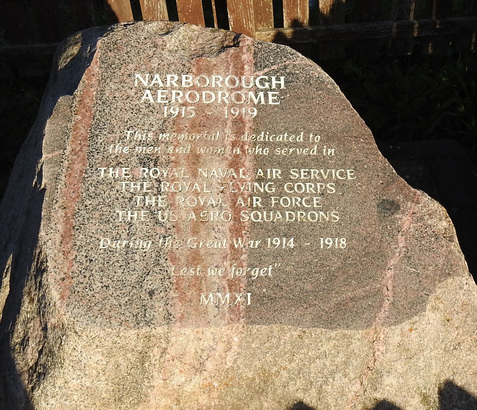 NARBOROUGH
AERODROME
1915 - 1919
This memorial is dedicated to
the men and women who served in
THE ROYAL NAVAL AIR SERVICE
THE ROYAL FLYING CORPS
THE ROYAL AIR FORCE
THE US AERO SQUADRONS
During the Great War 1914 - 1918
"Lest we forget"
MMXI